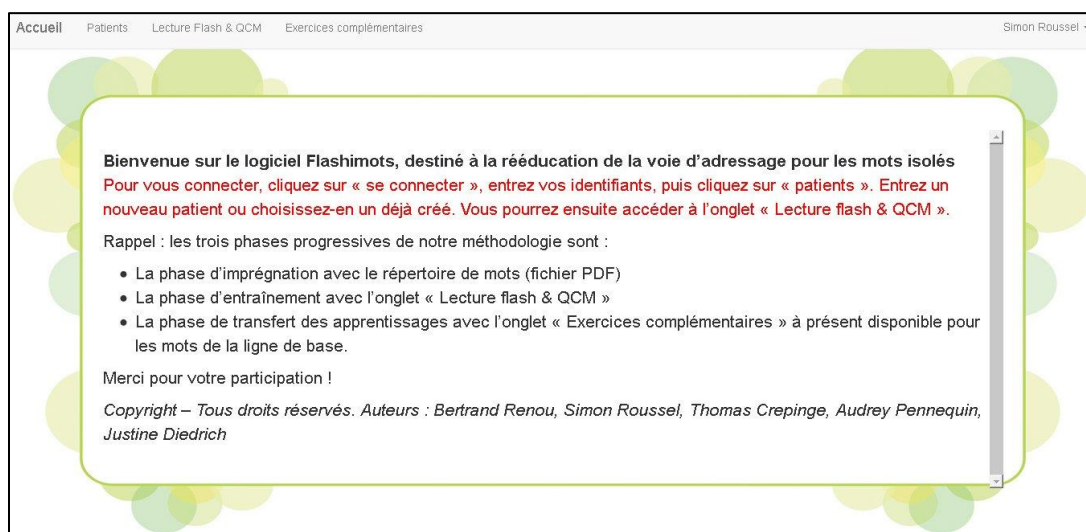 Accueil Patients Lecture Flash & QCM Exercices complémentaires Simon Roussel
Bienvenue sur le logiciel Flashimots, destiné à la rééducation de la voie d'adressage pour les mots isolés
Pour vous connecter, cliquez sur « se connecter », entrez vos identifiants, puis cliquez sur « patients ». Entrez un
nouveau patient ou choisissez-en un déjà créé. Vous pourrez ensuite accéder à l'onglet « Lecture flash & QCM ».
Rappel : les trois phases progressives de notre méthodologie sont :
• La phase d'imprégnation avec le répertoire de mots (fichier PDF)
• La phase d'entraînement avec l'onglet « Lecture flash & QCM »
• La phase de transfert des apprentissages avec l'onglet « Exercices complémentaires » à présent disponible pour
les mots de la ligne de base.
Merci pour votre participation !
Copyright – Tous droits réservés. Auteurs : Bertrand Renou, Simon Roussel, Thomas Crepinge, Audrey Pennequin,
Justine Diedrich